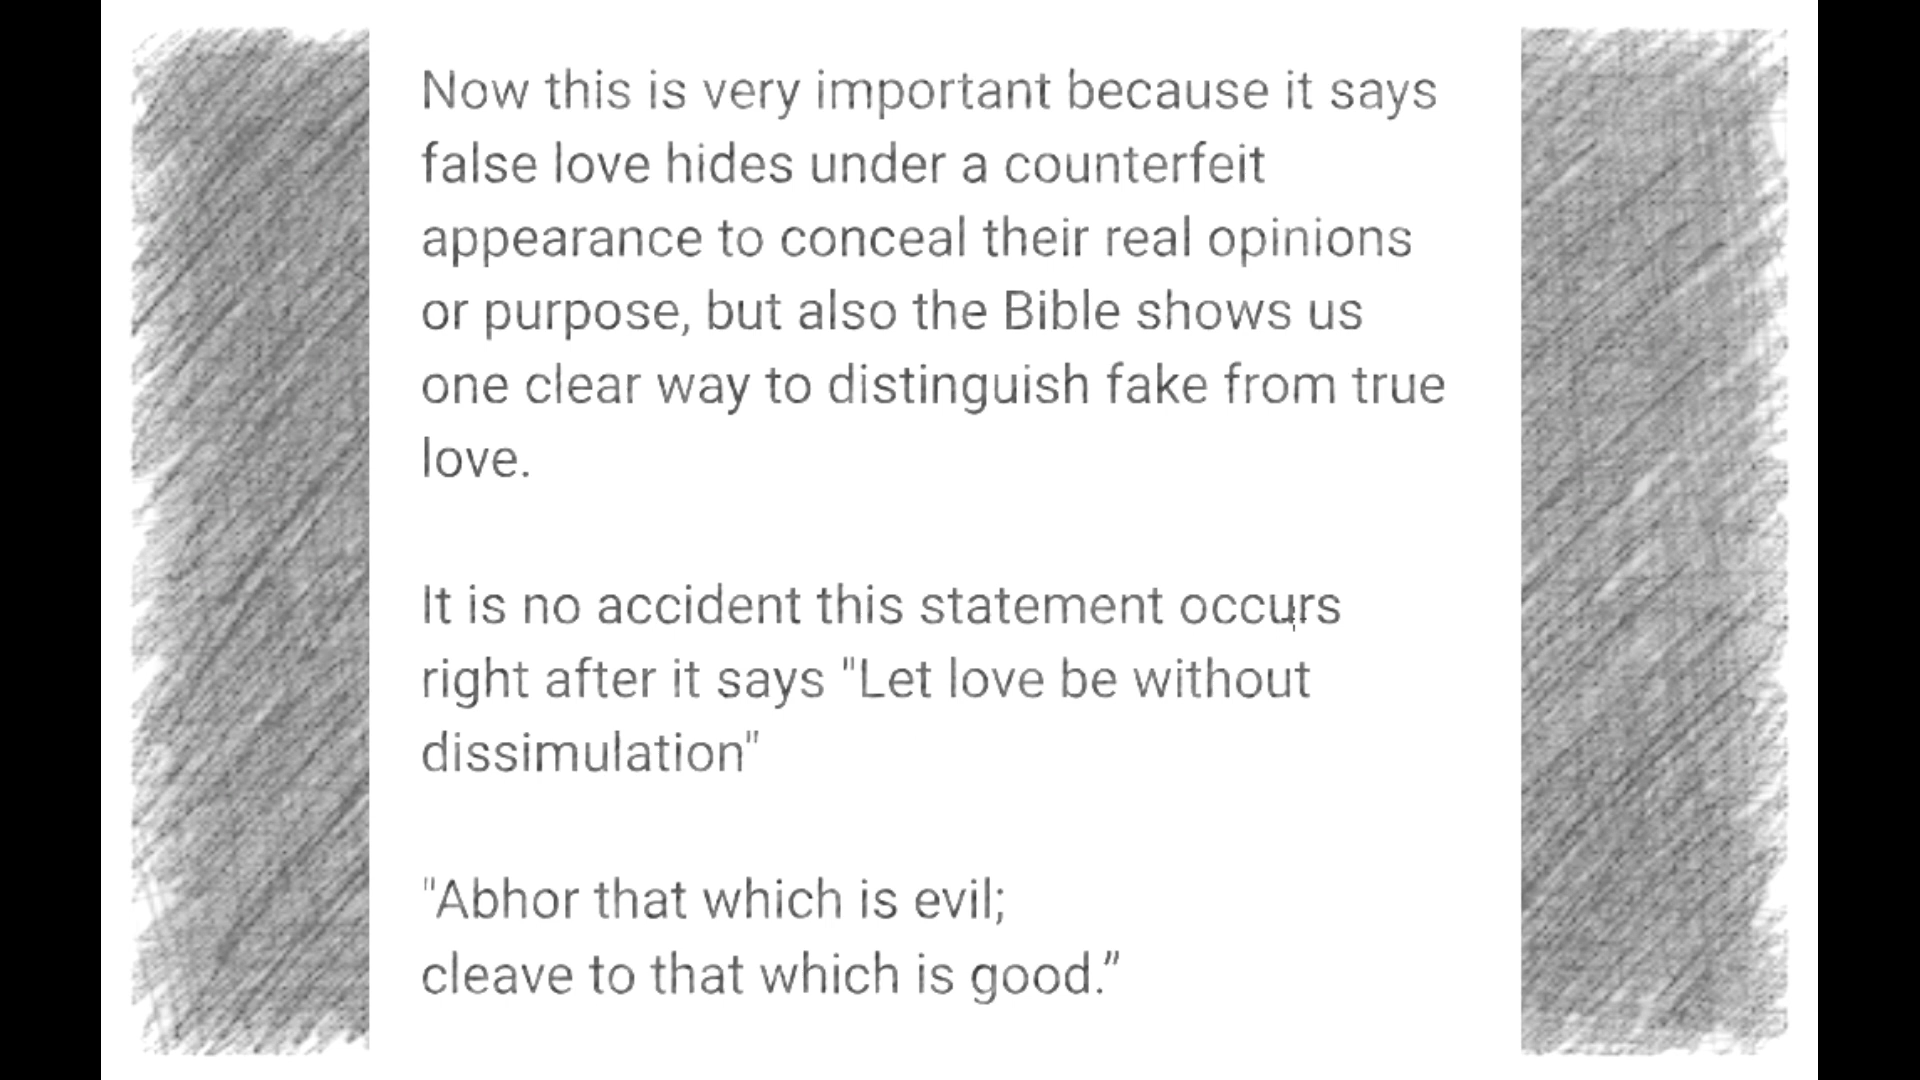 Now this is very important because it says
false love hides under a counterfeit
appearance to conceal their real opinions
or purpose, but also the Bible shows us
one clear way to distinguish fake from true
love.
It is no accident this statement occurs
right after it says "Let love be without
dissimulation"
"Abhor that which is evil;
cleave to that which is good.”